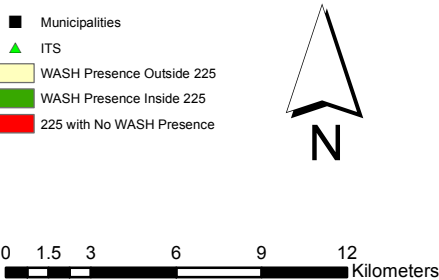 Municipalities
ITS
WASH Presence Outside 225
WASH Presence Inside 225
225 with No WASH Presence
N
0 1.5 3 6 9 12
Kilometers